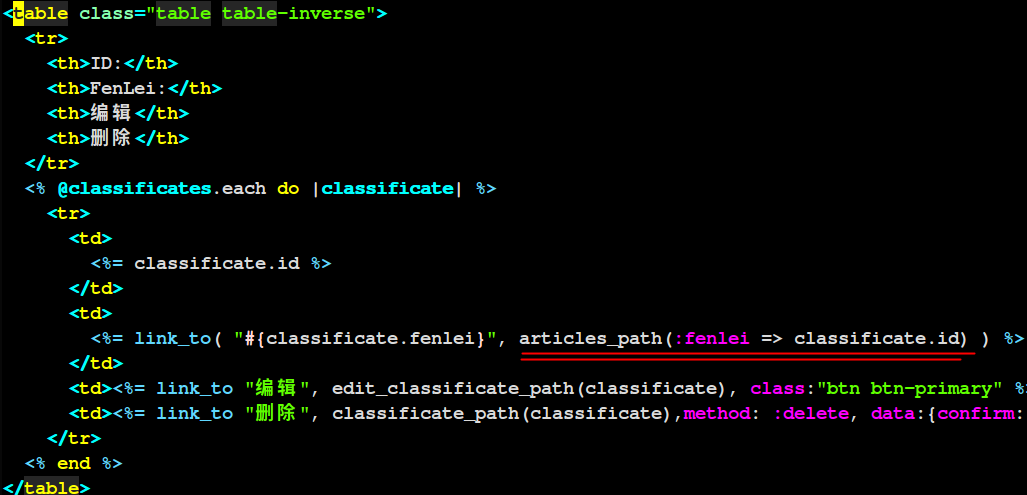 <table class="table table-inverse">
<tr>
<th>ID:</th>
<th>FenLei:</th>
<th>编辑</th>
<th>删除</th>
</tr>
<% @classificates.each do |classificate| %>
<tr>
<td>
<%= classificate.id %>
</td>
<td>
<%= link_to( "#{classificate.fenlei}", articles_path(:fenlei => classificate.id) ) %>
</td>
<td><%= link_to "编辑", edit_classificate_path(classificate), class:"btn btn-primary" %
<td><%= link_to "删除", classificate_path(classificate),method: :delete, data:{confirm:
</tr>
<% end %>
</table>